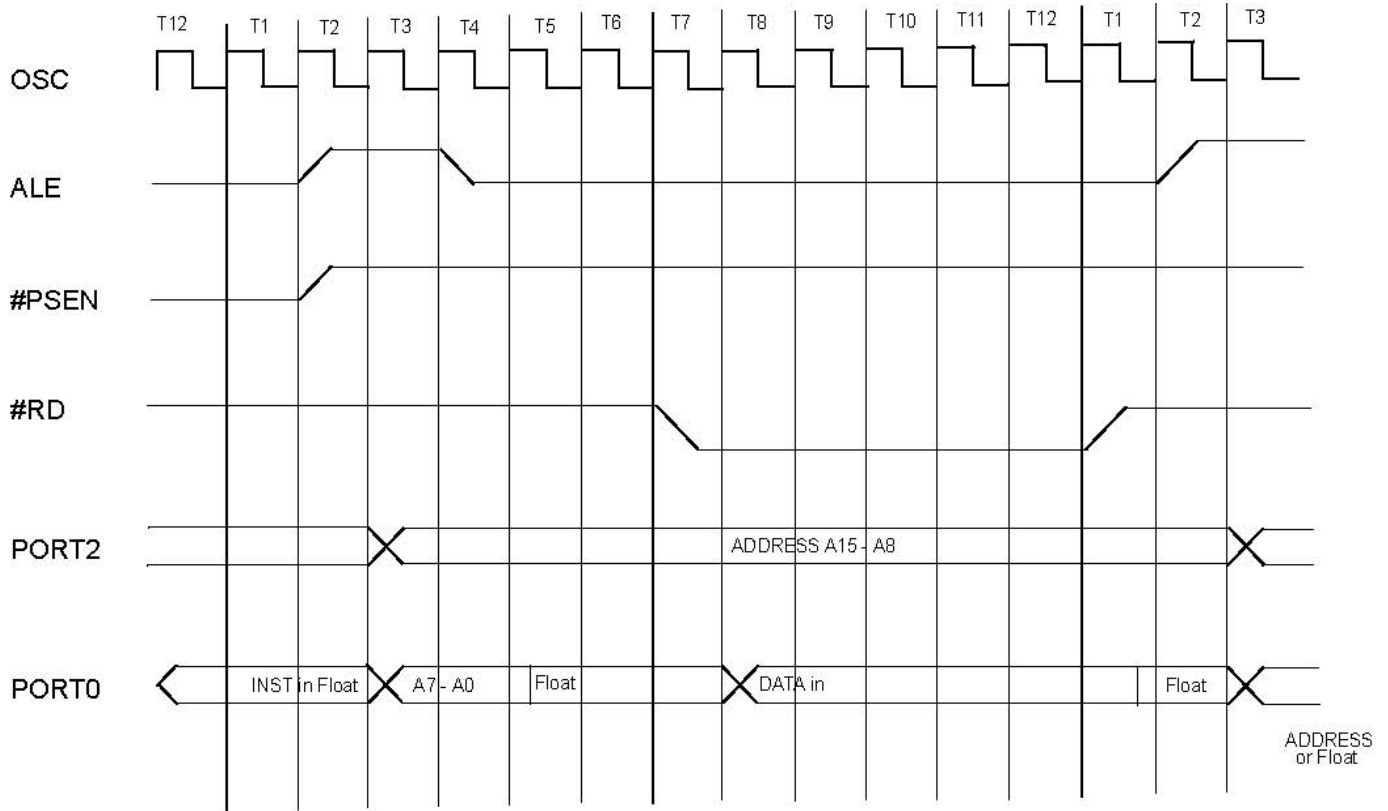 T12 T1 T2 T3 T4 T5 T6 T7 T8 T9 T10 T11 T12 T1 T2 T3
OSC
ALE
#PSEN
#RD
PORT2 ADDRESS A15 - A8
PORT0 INST in Float A7 - A0 Float DATA in Float
ADDRESS
or Float